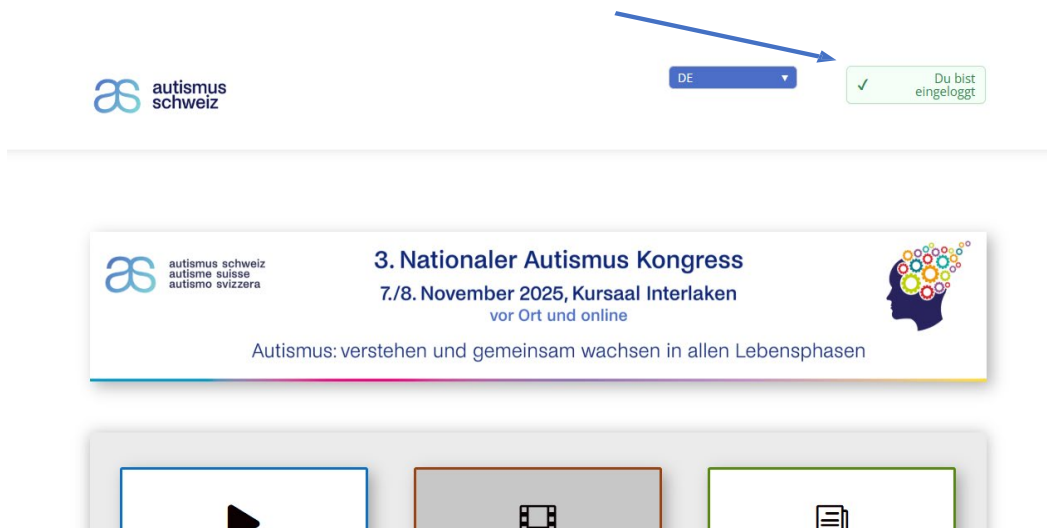 autismus
schweiz
DE
✓ Du bist
eingeloggt
autismus schweiz
autisme suisse
autismo svizzera
3. Nationaler Autismus Kongress
7./8. November 2025, Kursaal Interlaken
vor Ort und online
Autismus: verstehen und gemeinsam wachsen in allen Lebensphasen